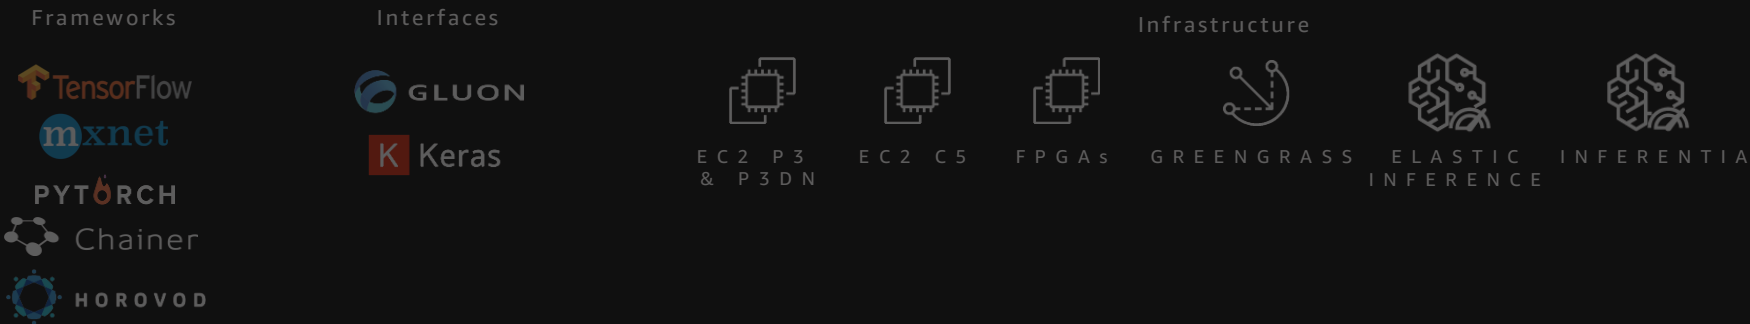 Frameworks
Interfaces
Infrastructure
TensorFlow
mxnet
PYTORCH
Chainer
HOROVOD
GLUON
K Keras
EC2 P3
& P3DN
EC2 C5
FPGAs
GREENGRASS
ELASTIC
INFERENCE
INFERENTIA